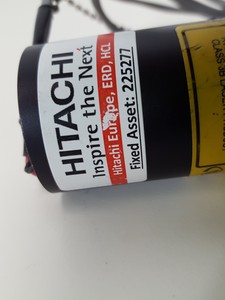 HITACHI
Inspire the Next
Hitachi Europe, ERD, HCL
Fixed Asset: 225277